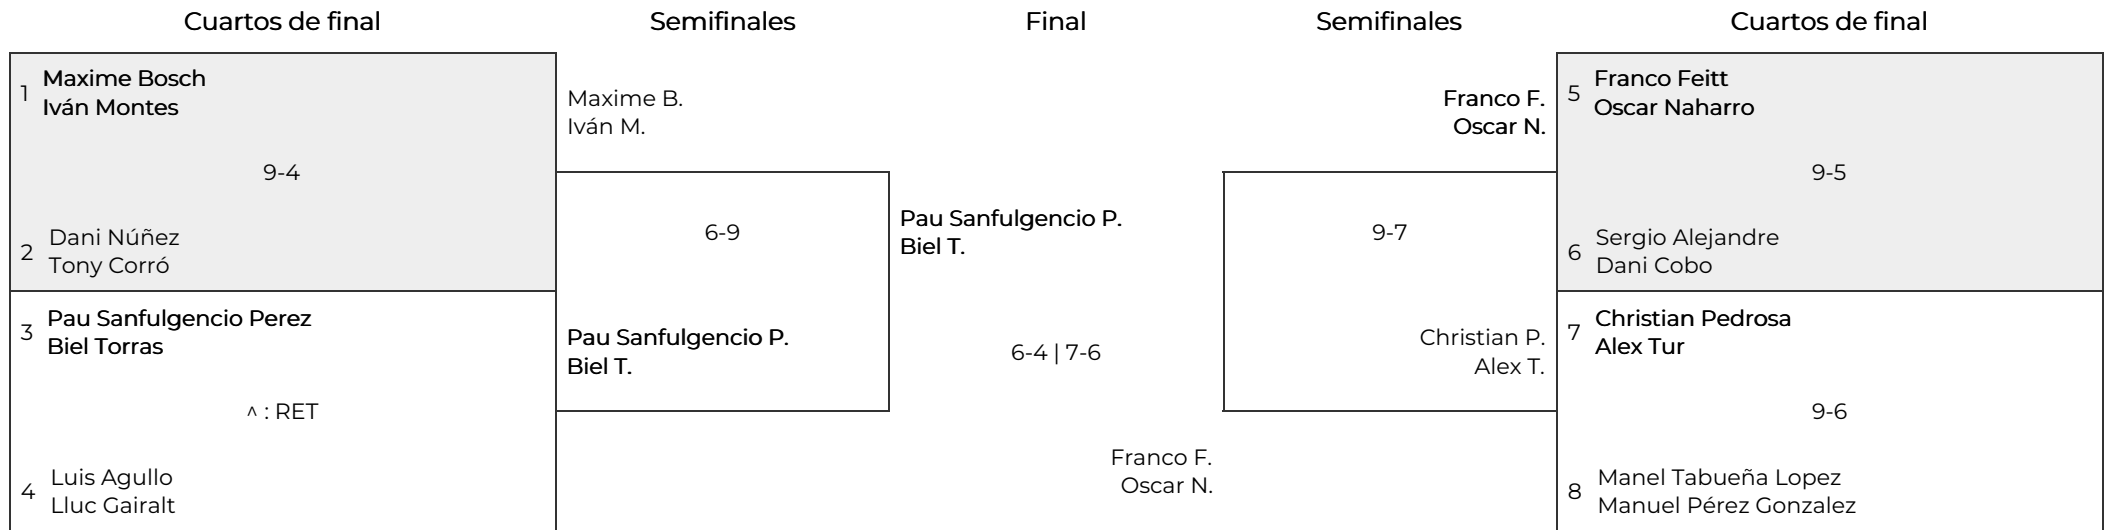 Cuartos de final
Semifinales
Final
Semifinales
Cuartos de final
1
Maxime Bosch
Iván Montes
9-4
2
Dani Núñez
Tony Corró
3
Pau Sanfulgencio Perez
Biel Torras
^ : RET
4
Luis Agullo
Lluc Gairalt
Maxime B.
Iván M.
6-9
Pau Sanfulgencio P.
Biel T.
Pau Sanfulgencio P.
Biel T.
6-4 | 7-6
Franco F.
Oscar N.
Franco F.
Oscar N.
9-7
Christian P.
Alex T.
5
Franco Feitt
Oscar Naharro
9-5
6
Sergio Alejandre
Dani Cobo
7
Christian Pedrosa
Alex Tur
9-6
8
Manel Tabueña Lopez
Manuel Pérez Gonzalez